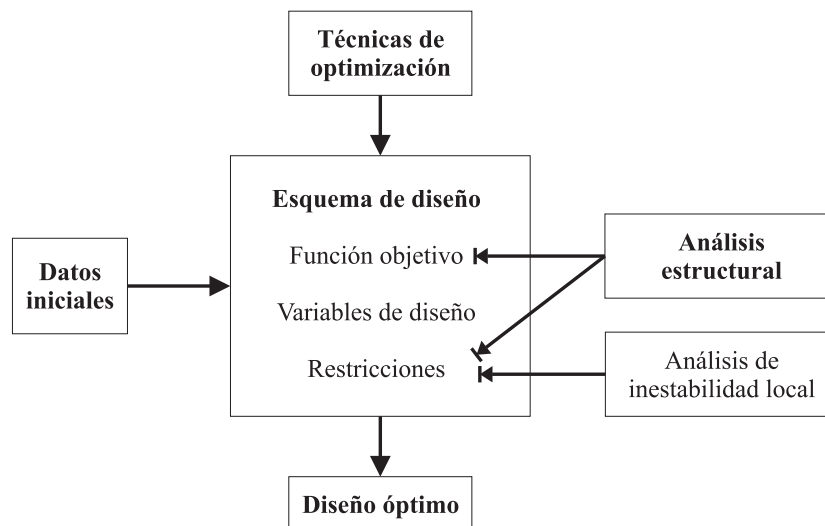 Técnicas de
optimización
Esquema de diseño
Función objetivo
Variables de diseño
Restricciones
Datos
iniciales
Análisis
estructural
Análisis de
inestabilidad local
Diseño óptimo